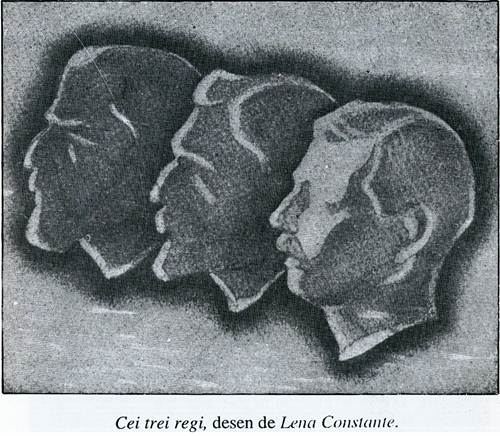 Cei trei regi, desen de Lena Constante.